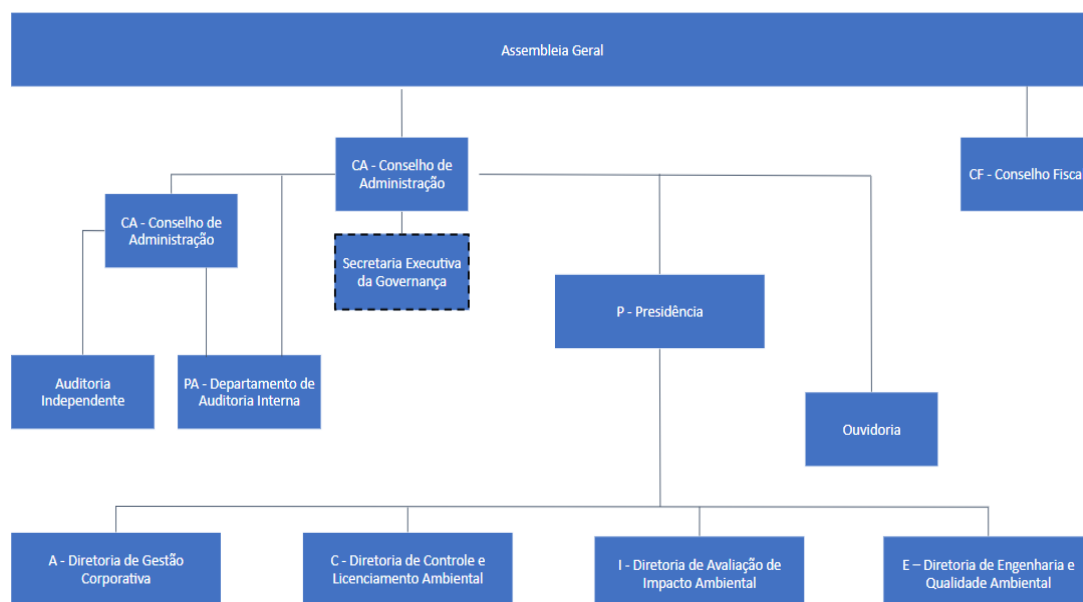 Assembleia Geral
CA - Conselho de
Administração
CF - Conselho Fiscal
CA - Conselho de
Administração
Secretaria Executiva
da Governança
P - Presidência
Auditoria
Independente
PA - Departamento de
Auditoria Interna
Ouvidoria
A - Diretoria de Gestão
Corporativa
C - Diretoria de Controle e
Licenciamento Ambiental
I - Diretoria de Avaliação de
Impacto Ambiental
E – Diretoria de Engenharia e
Qualidade Ambiental